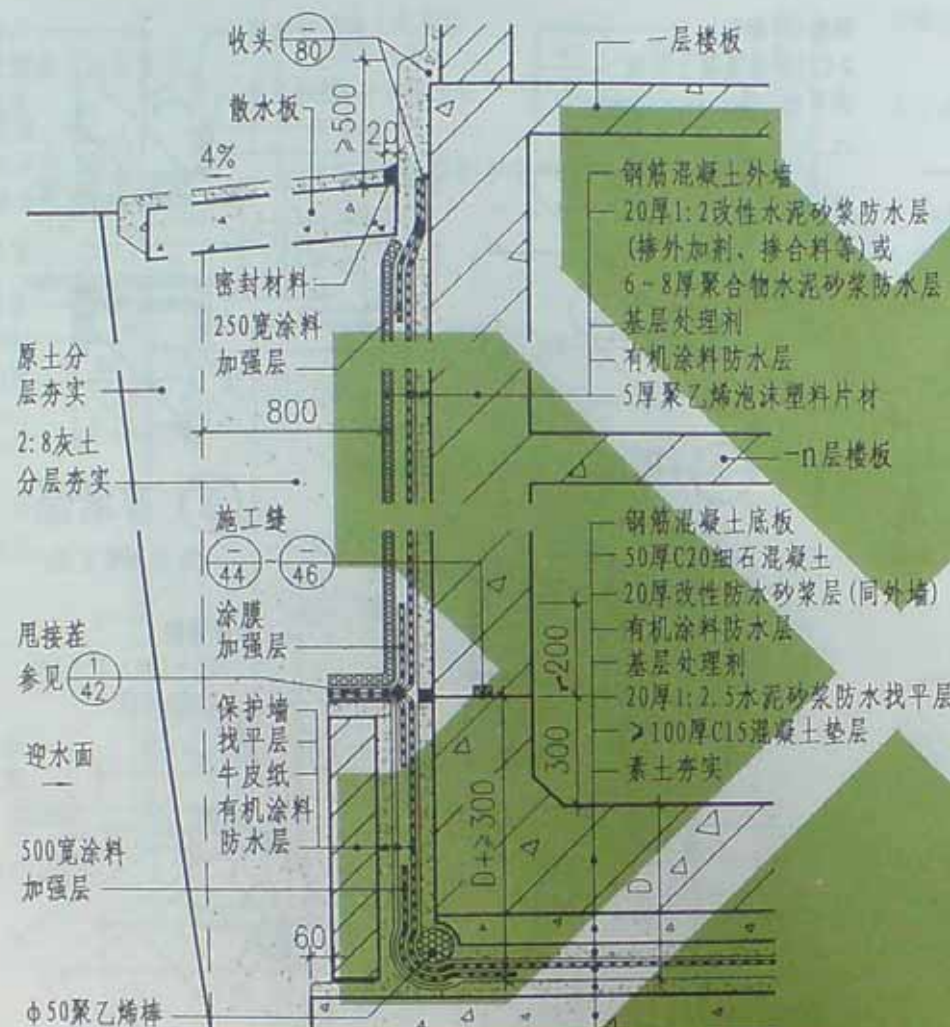 收头 — 80
一层楼板
散水板
≥500
20
4%
密封材料
250宽涂料
加强层
钢筋混凝土外墙
20厚1:2改性水泥砂浆防水层
(掺外加剂、掺合料等)或
6~8厚聚合物水泥砂浆防水层
基层处理剂
有机涂料防水层
5厚聚乙烯泡沫塑料片材
原土分
层夯实
800
2:8灰土
分层夯实
-n层楼板
施工缝
— 44 ~ — 46
涂膜
加强层
钢筋混凝土底板
50厚C20细石混凝土
20厚改性防水砂浆层(同外墙)
有机涂料防水层
基层处理剂
20厚1:2.5水泥砂浆防水找平层
≥100厚C15混凝土垫层
素土夯实
~200
300
D+≥300
D
甩接茬
参见 1 42
保护墙
找平层
牛皮纸
有机涂料
防水层
迎水面
500宽涂料
加强层
60
φ50聚乙烯棒